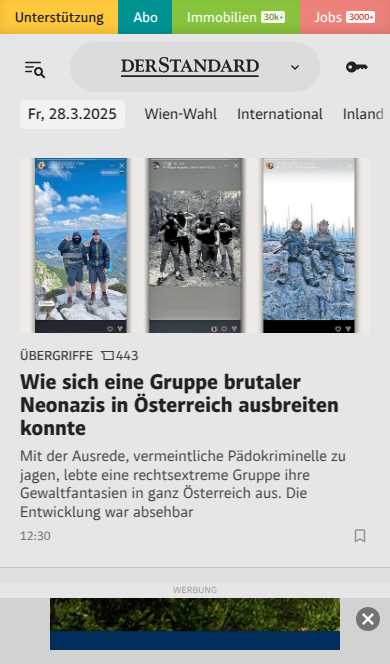 Unterstützung Abo Immobilien 30k+ Jobs 3000+
DERSTANDARD
Fr, 28.3.2025 Wien-Wahl International Inland
ÜBERGRIFFE 443
Wie sich eine Gruppe brutaler
Neonazis in Österreich ausbreiten
konnte
Mit der Ausrede, vermeintliche Pädokriminelle zu
jagen, lebte eine rechtsextreme Gruppe ihre
Gewaltfantasien in ganz Österreich aus. Die
Entwicklung war absehbar
12:30
WERBUNG